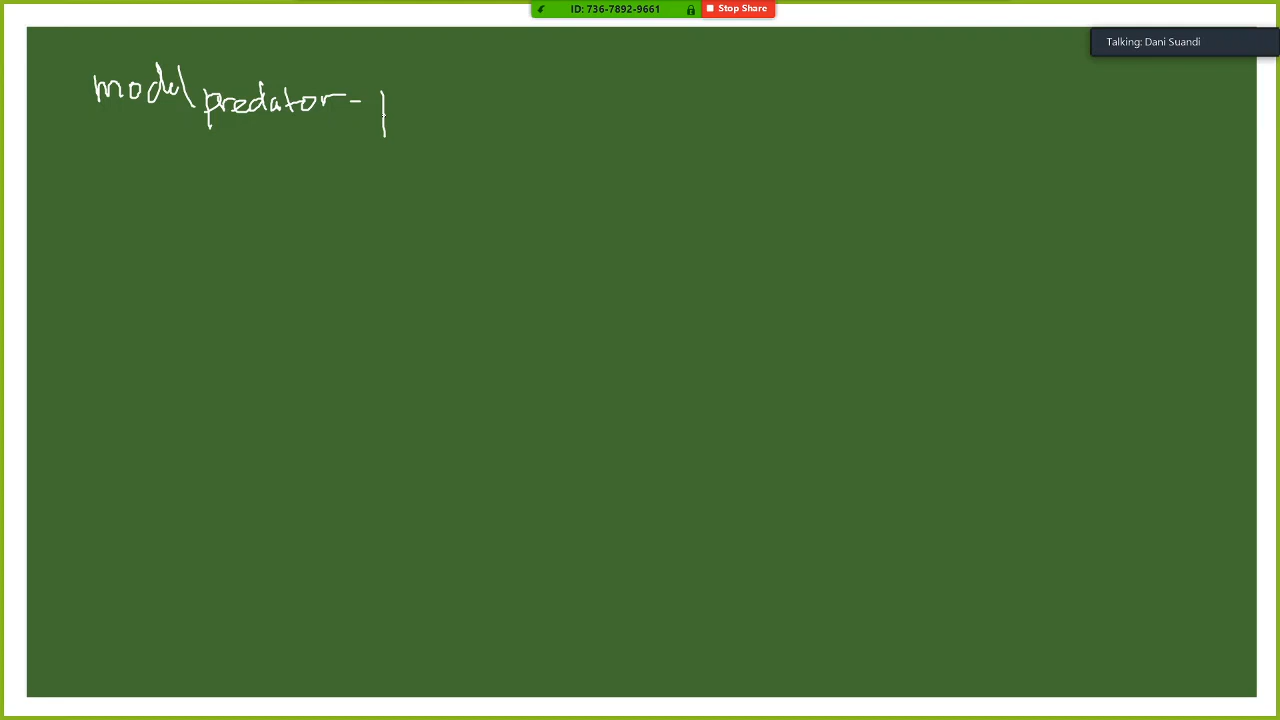 ID: 736-7892-9661 Stop Share
Talking: Dani Suandi
model predator -